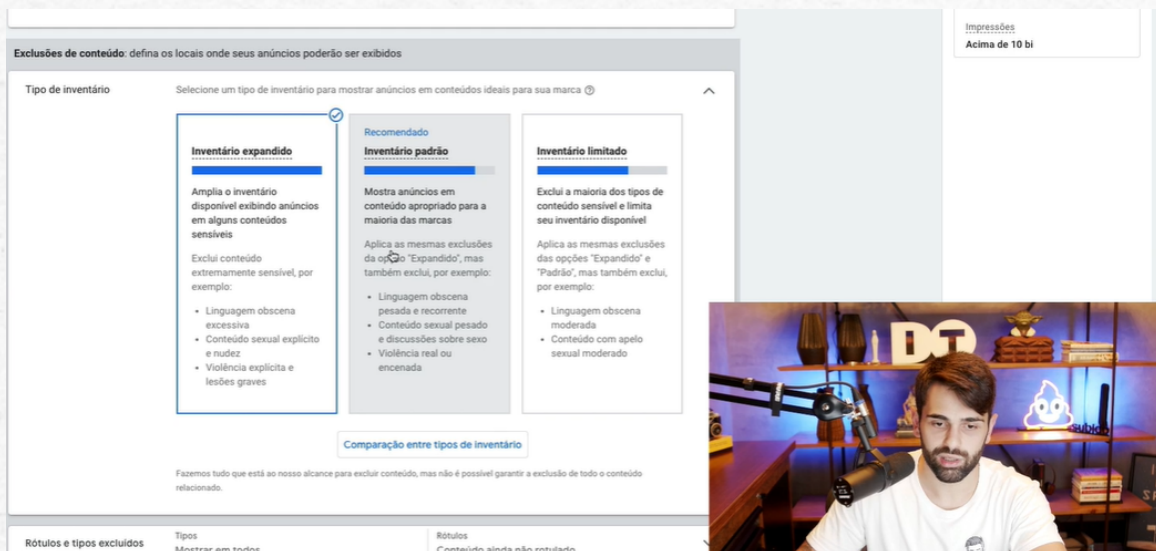 Impressões
Acima de 10 bi
Exclusões de conteúdo: defina os locais onde seus anúncios poderão ser exibidos
Tipo de inventário
Selecione um tipo de inventário para mostrar anúncios em conteúdos ideais para sua marca
Inventário expandido
Amplia o inventário
disponível exibindo anúncios
em alguns conteúdos
sensíveis
Exclui conteúdo
extremamente sensível, por
exemplo:
• Linguagem obscena
excessiva
• Conteúdo sexual explícito
e nudez
• Violência explícita e
lesões graves
Recomendado
Inventário padrão
Mostra anúncios em
conteúdo apropriado para a
maioria das marcas
Aplica as mesmas exclusões
da opção "Expandido", mas
também exclui, por exemplo:
• Linguagem obscena
pesada e recorrente
• Conteúdo sexual pesado
e discussões sobre sexo
• Violência real ou
encenada
Inventário limitado
Exclui a maioria dos tipos de
conteúdo sensível e limita
seu inventário disponível
Aplica as mesmas exclusões
das opções "Expandido" e
"Padrão", mas também exclui,
por exemplo:
• Linguagem obscena
moderada
• Conteúdo com apelo
sexual moderado
Comparação entre tipos de inventário
Fazemos tudo que está ao nosso alcance para excluir conteúdo, mas não é possível garantir a exclusão de todo o conteúdo
relacionado.
Rótulos e tipos excluídos
Tipos
Mostrar em todos
Rótulos
Conteúdo ainda não rotulado
DT
subido